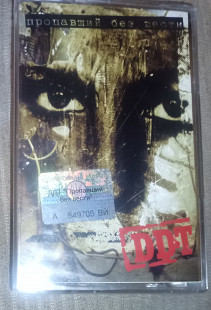 пропавший без вести
ДДТ "Пропавший
без вести"
А 849705 ВИ
DDT